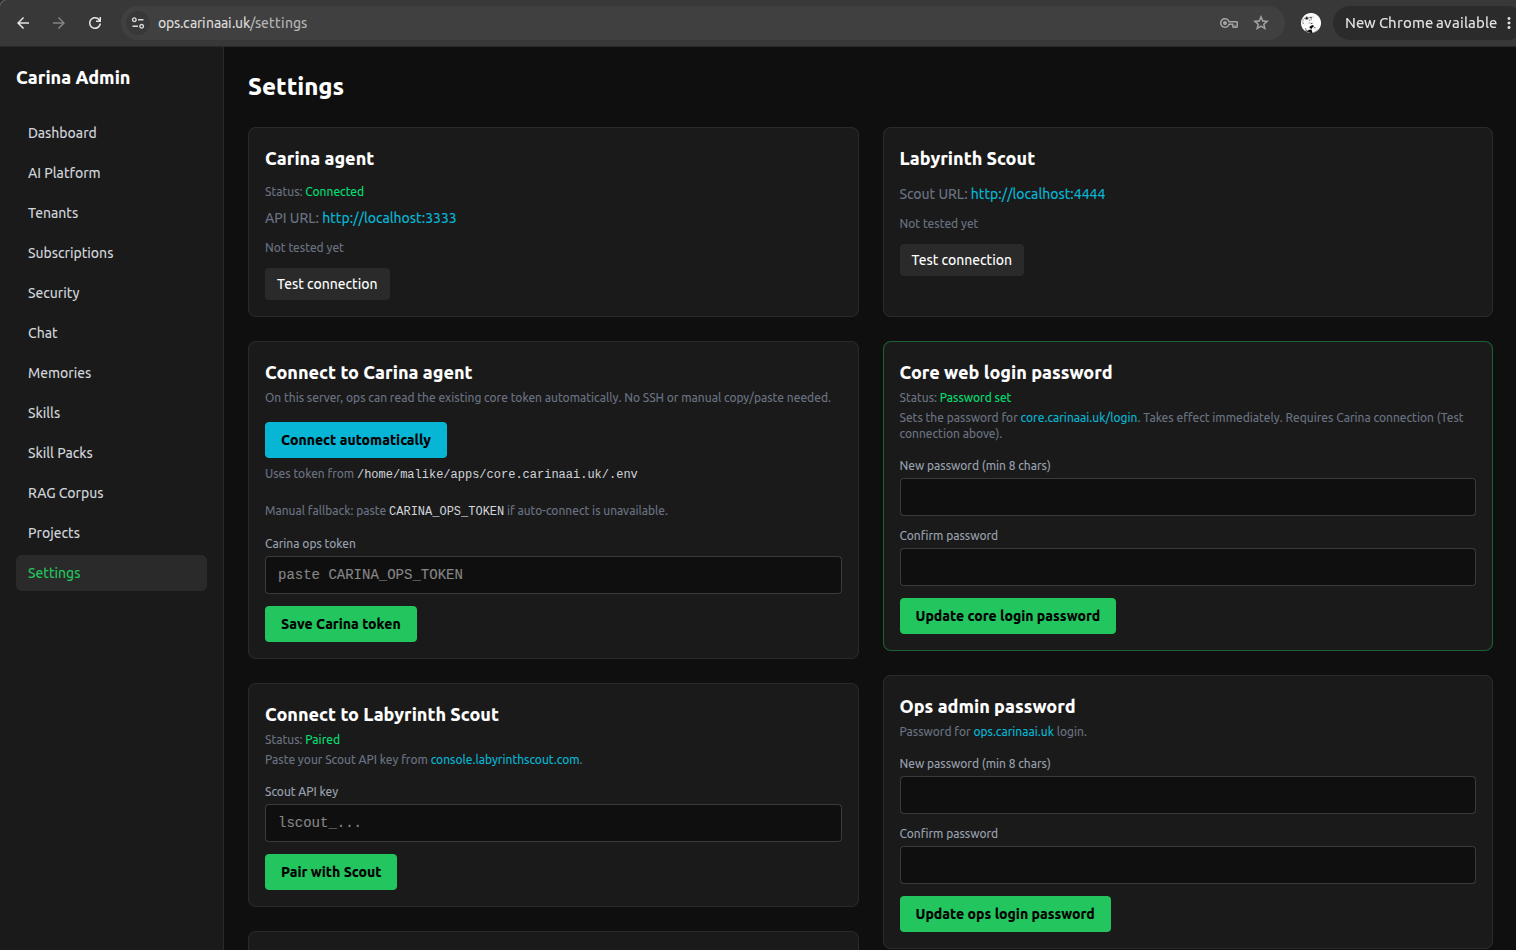 ops.carinaai.uk/settings
New Chrome available
Carina Admin
Dashboard
AI Platform
Tenants
Subscriptions
Security
Chat
Memories
Skills
Skill Packs
RAG Corpus
Projects
Settings
Settings
Carina agent
Status: Connected
API URL: http://localhost:3333
Not tested yet
Test connection
Labyrinth Scout
Scout URL: http://localhost:4444
Not tested yet
Test connection
Connect to Carina agent
On this server, ops can read the existing core token automatically. No SSH or manual copy/paste needed.
Connect automatically
Uses token from /home/malike/apps/core.carinaai.uk/.env
Manual fallback: paste CARINA_OPS_TOKEN if auto-connect is unavailable.
Carina ops token
paste CARINA_OPS_TOKEN
Save Carina token
Core web login password
Status: Password set
Sets the password for core.carinaai.uk/login. Takes effect immediately. Requires Carina connection (Test
connection above).
New password (min 8 chars)
Confirm password
Update core login password
Connect to Labyrinth Scout
Status: Paired
Paste your Scout API key from console.labyrinthscout.com.
Scout API key
lscout_...
Pair with Scout
Ops admin password
Password for ops.carinaai.uk login.
New password (min 8 chars)
Confirm password
Update ops login password